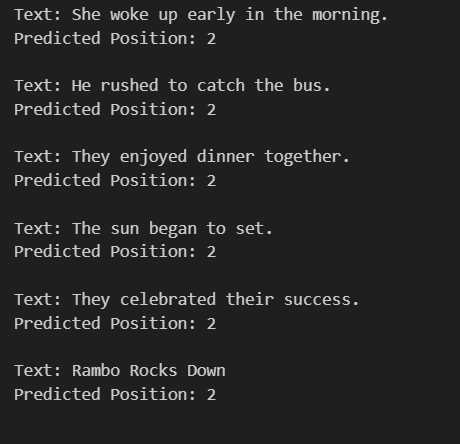 Text: She woke up early in the morning.
Predicted Position: 2
Text: He rushed to catch the bus.
Predicted Position: 2
Text: They enjoyed dinner together.
Predicted Position: 2
Text: The sun began to set.
Predicted Position: 2
Text: They celebrated their success.
Predicted Position: 2
Text: Rambo Rocks Down
Predicted Position: 2